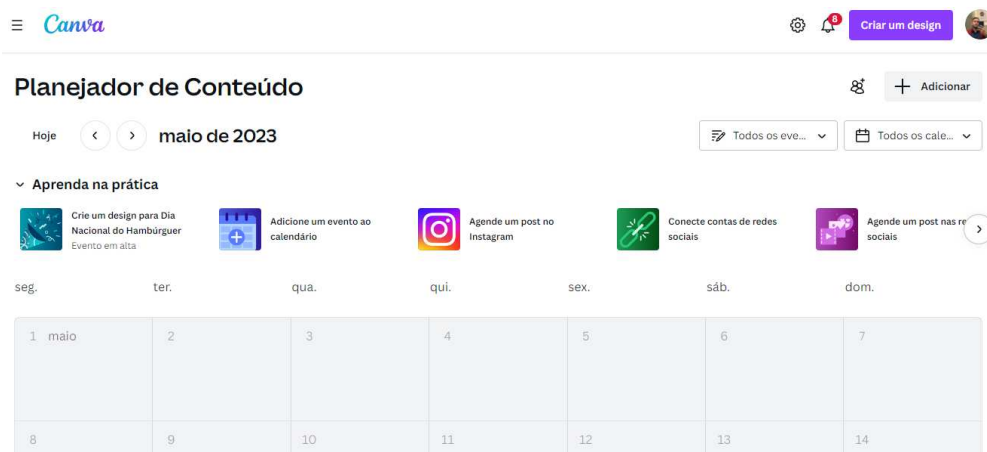 Canva
8
Criar um design
Planejador de Conteúdo
Adicionar
Hoje
maio de 2023
Todos os eve...
Todos os cale...
Aprenda na prática
Crie um design para Dia
Nacional do Hambúrguer
Evento em alta
Adicione um evento ao
calendário
Agende um post no
Instagram
Conecte contas de redes
sociais
Agende um post nas re
sociais
seg. ter. qua. qui. sex. sáb. dom.
1 maio 2 3 4 5 6 7
8 9 10 11 12 13 14